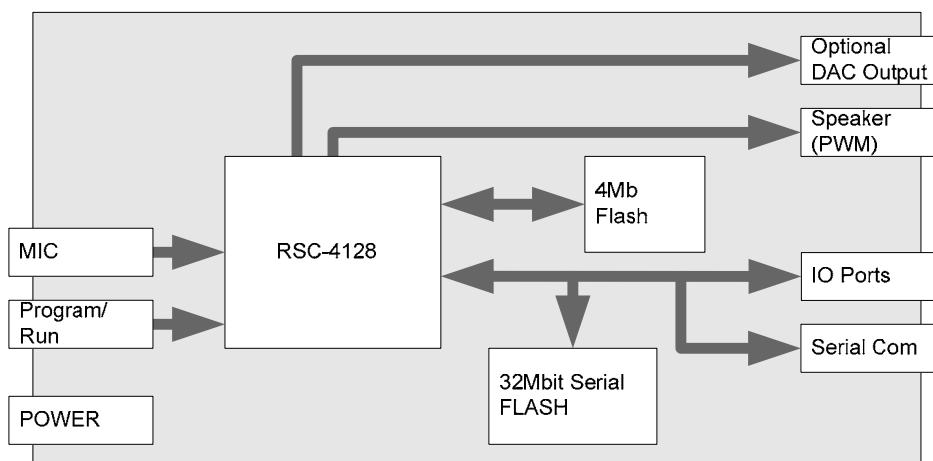 Optional
DAC Output
Speaker
(PWM)
4Mb
Flash
MIC
RSC-4128
IO Ports
Program/
Run
Serial Com
32Mbit Serial
FLASH
POWER